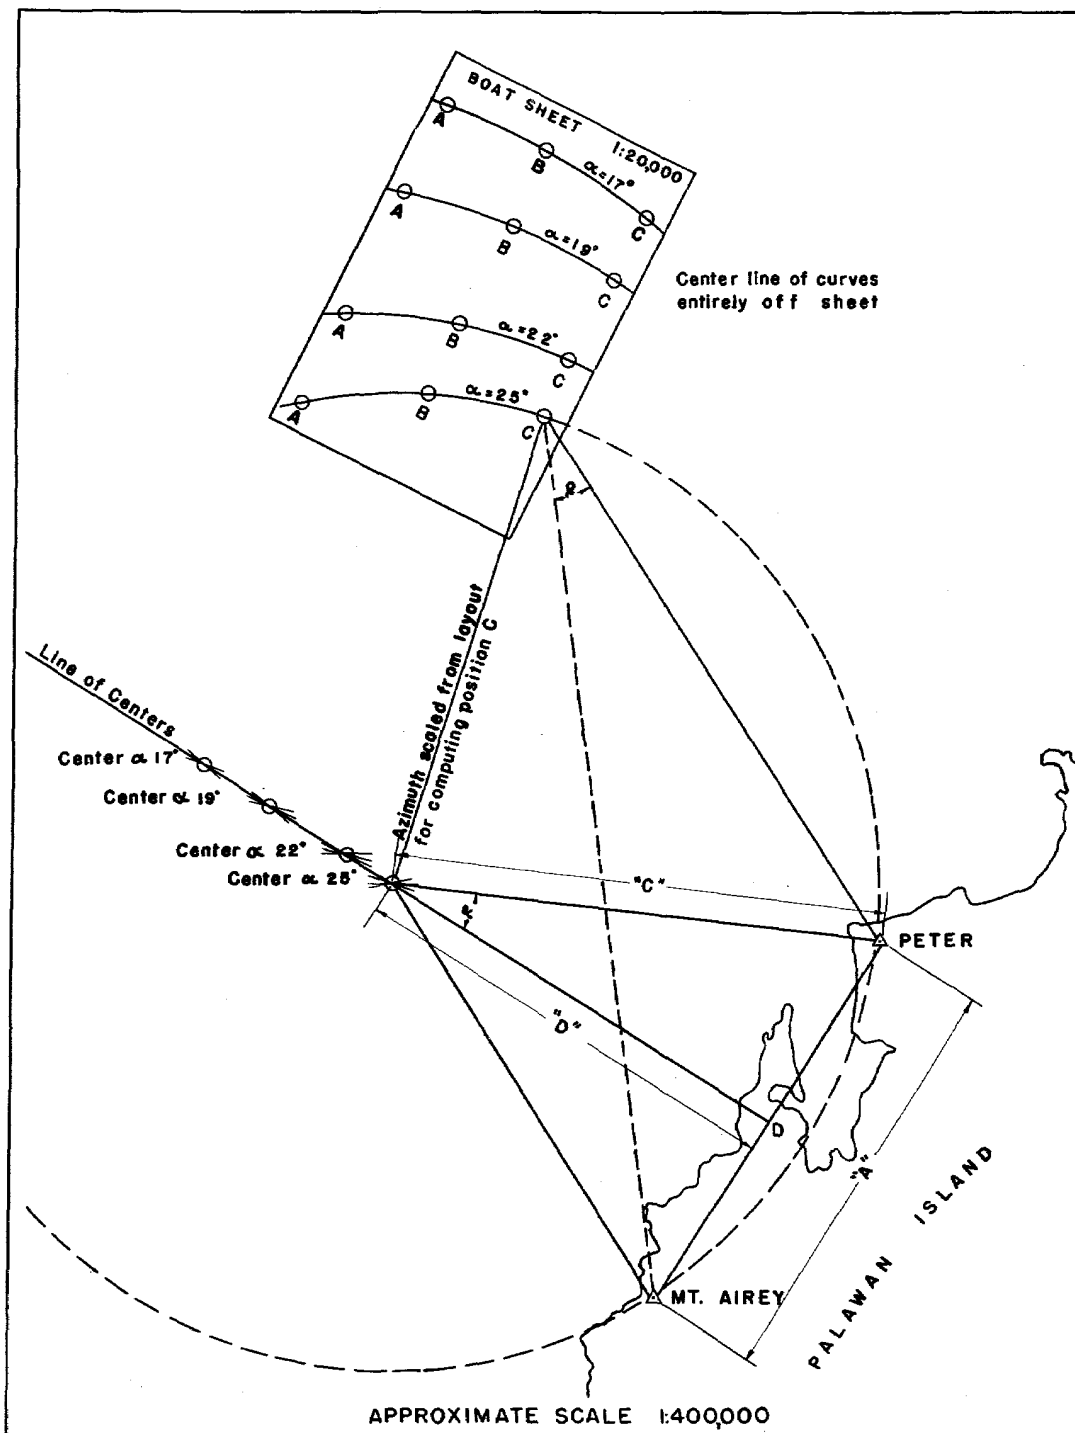 BOAT SHEET
1:20,000
A
B
α=17°
C
A
B
α=19°
C
Center line of curves
entirely off sheet
A
B
α=22°
C
A
B
α=25°
C
α
Azimuth scaled from layout
for computing position C
Line of Centers
Center α 17°
Center α 19°
Center α 22°
Center α 25°
"C"
α
PETER
"D"
D
"A"
PALAWAN ISLAND
MT. AIREY
APPROXIMATE SCALE 1:400,000